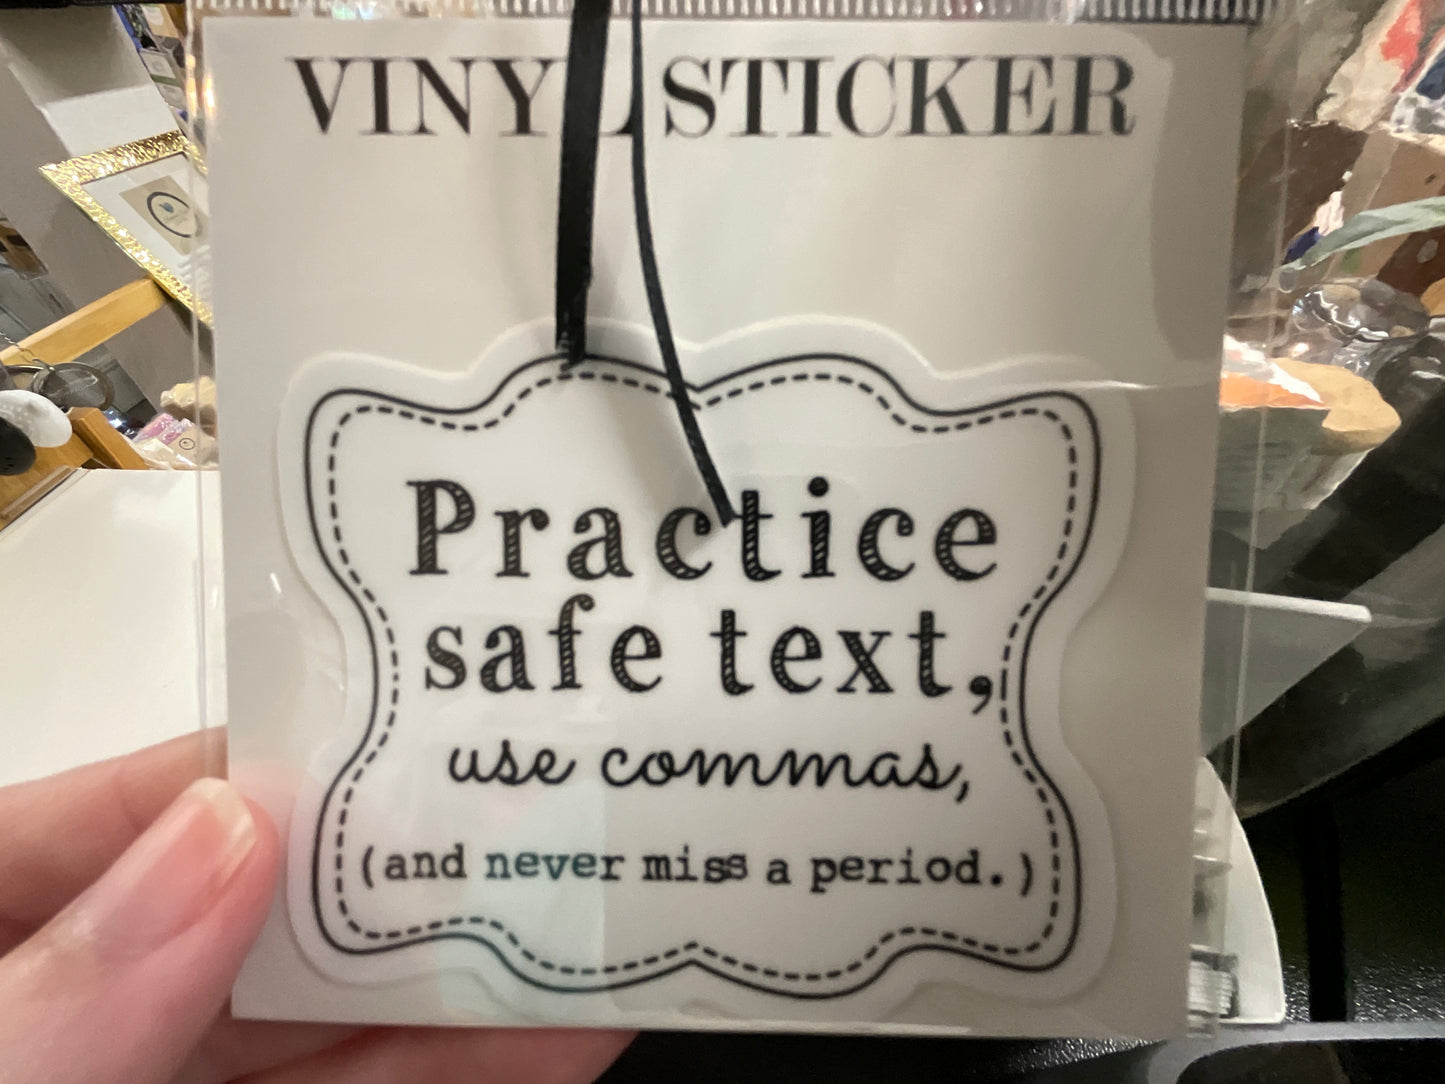 VINYL STICKER
Practice
safe text,
use commas,
(and never miss a period.)